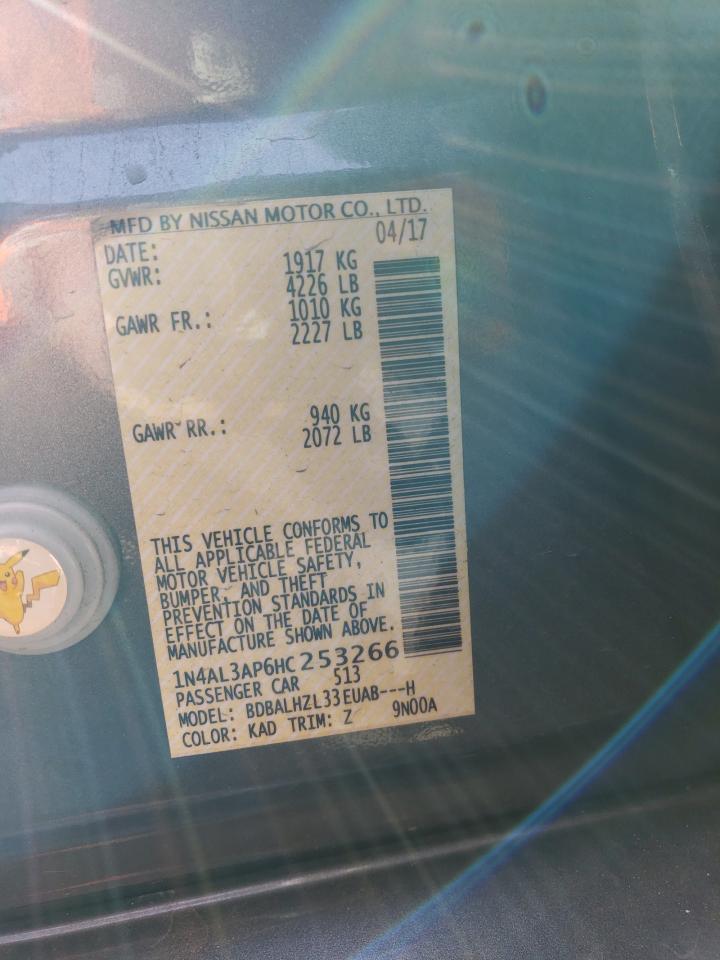 MFD BY NISSAN MOTOR CO., LTD.
DATE: 04/17
GVWR: 1917 KG
4226 LB
GAWR FR.: 1010 KG
2227 LB
GAWR RR.: 940 KG
2072 LB
THIS VEHICLE CONFORMS TO
ALL APPLICABLE FEDERAL
MOTOR VEHICLE SAFETY,
BUMPER, AND THEFT
PREVENTION STANDARDS IN
EFFECT ON THE DATE OF
MANUFACTURE SHOWN ABOVE.
1N4AL3AP6HC253266
PASSENGER CAR 513
MODEL: BDBALHZL33EUAB---H
COLOR: KAD TRIM: Z 9N00A